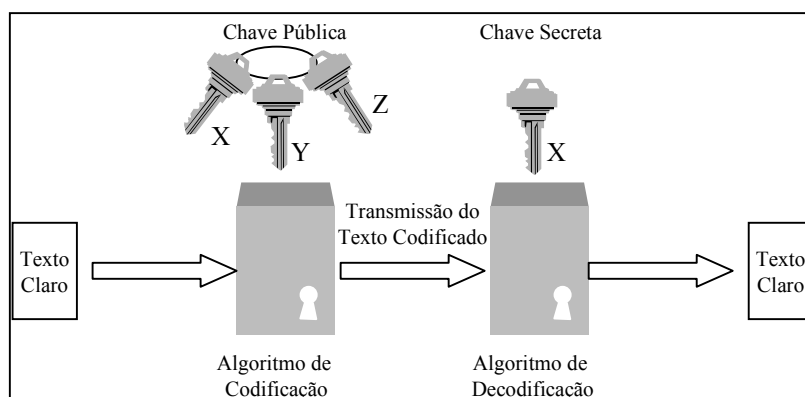 Chave Pública
Chave Secreta
X
Y
Z
X
Transmissão do
Texto Codificado
Texto
Claro
Texto
Claro
Algoritmo de
Codificação
Algoritmo de
Decodificação